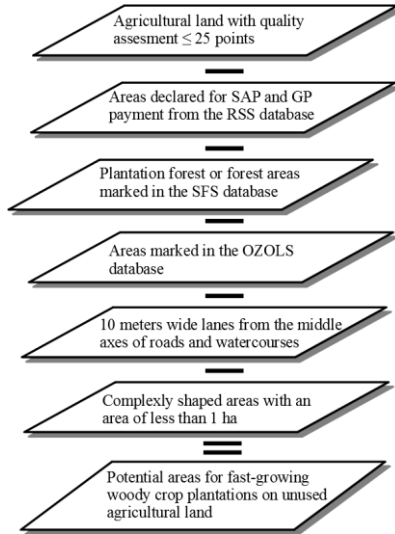 Agricultural land with quality
assesment ≤ 25 points
Areas declared for SAP and GP
payment from the RSS database
Plantation forest or forest areas
marked in the SFS database
Areas marked in the OZOLS
database
10 meters wide lanes from the middle
axes of roads and watercourses
Complexly shaped areas with an
area of less than 1 ha
Potential areas for fast-growing
woody crop plantations on unused
agricultural land